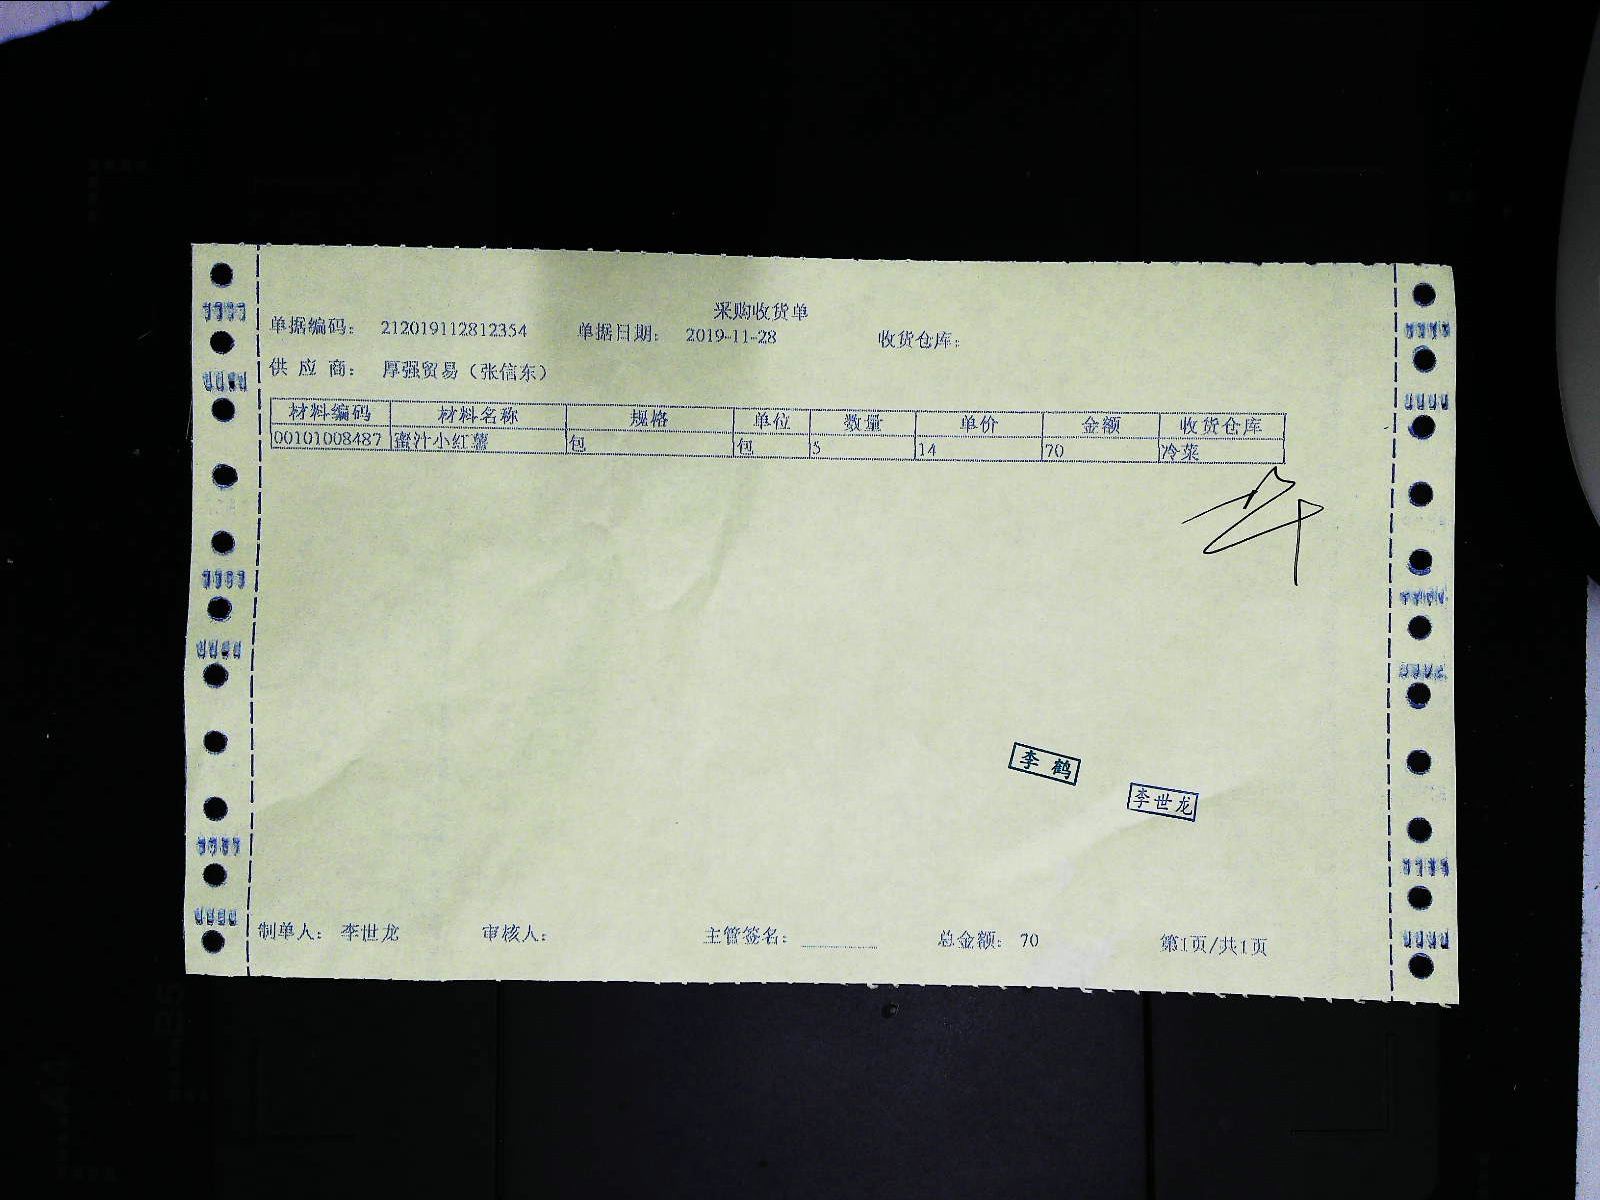 采购收货单
单据编码： 212019112812354 单据日期： 2019-11-28 收货仓库：
供 应 商： 厚强贸易（张信东）
材料编码 材料名称 规格 单位 数量 单价 金额 收货仓库
00101008487 蜜汁小红薯 包 包 5 14 70 冷菜
李 鹤
李世龙
制单人： 李世龙 审核人： 主管签名： 总金额： 70 第1页/共1页